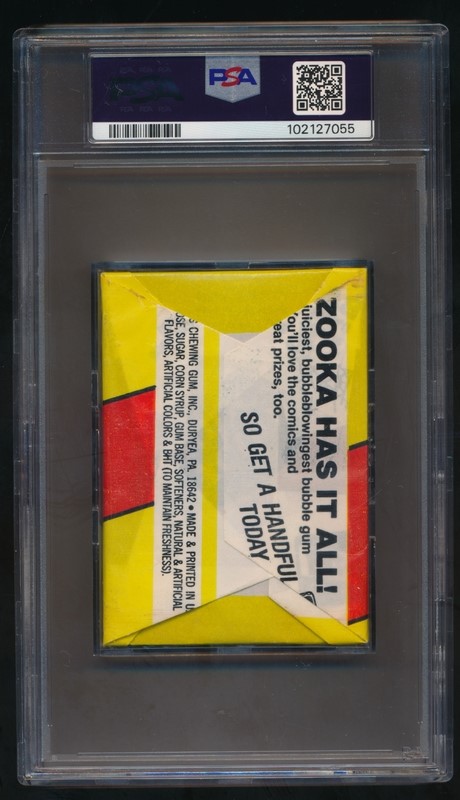 PSA
102127055
ZOOKA HAS IT ALL!
juiciest, bubbleblowingest bubble gum
You'll love the comics and
eat prizes, too.
SO GET A HANDFUL
TODAY
CHEWING GUM, INC., DURYEA, PA. 18642 • MADE & PRINTED IN U
OSE, SUGAR, CORN SYRUP, GUM BASE, SOFTENERS, NATURAL & ARTIFICIAL
FLAVORS, ARTIFICIAL COLORS & BHT (TO MAINTAIN FRESHNESS).